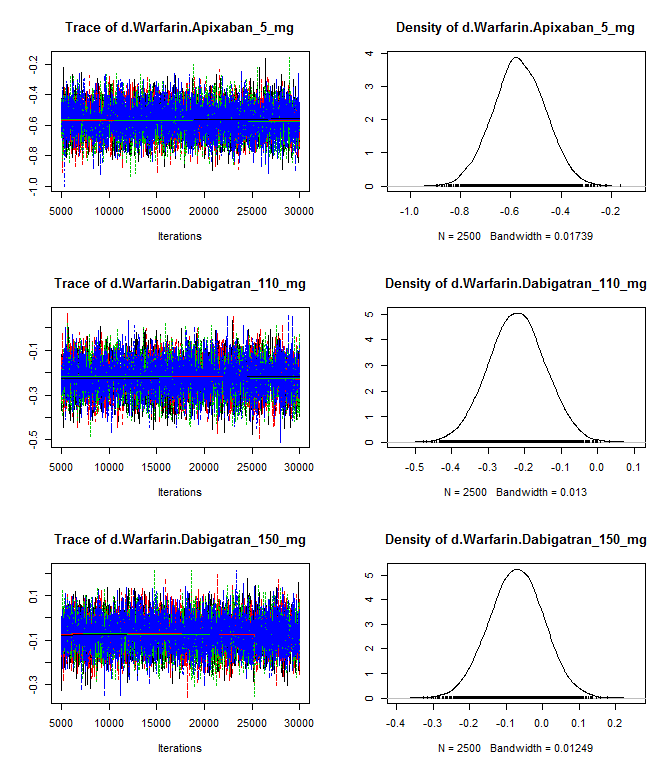 Trace of d.Warfarin.Apixaban_5_mg
-0.2
-0.4
-0.6
-0.8
-1.0
5000 10000 15000 20000 25000 30000
Iterations
Density of d.Warfarin.Apixaban_5_mg
4
3
2
1
0
-1.0 -0.8 -0.6 -0.4 -0.2
N = 2500 Bandwidth = 0.01739
Trace of d.Warfarin.Dabigatran_110_mg
-0.1
-0.3
-0.5
5000 10000 15000 20000 25000 30000
Iterations
Density of d.Warfarin.Dabigatran_110_mg
5
4
3
2
1
0
-0.5 -0.4 -0.3 -0.2 -0.1 0.0 0.1
N = 2500 Bandwidth = 0.013
Trace of d.Warfarin.Dabigatran_150_mg
0.1
-0.1
-0.3
5000 10000 15000 20000 25000 30000
Iterations
Density of d.Warfarin.Dabigatran_150_mg
5
4
3
2
1
0
-0.4 -0.3 -0.2 -0.1 0.0 0.1 0.2
N = 2500 Bandwidth = 0.01249